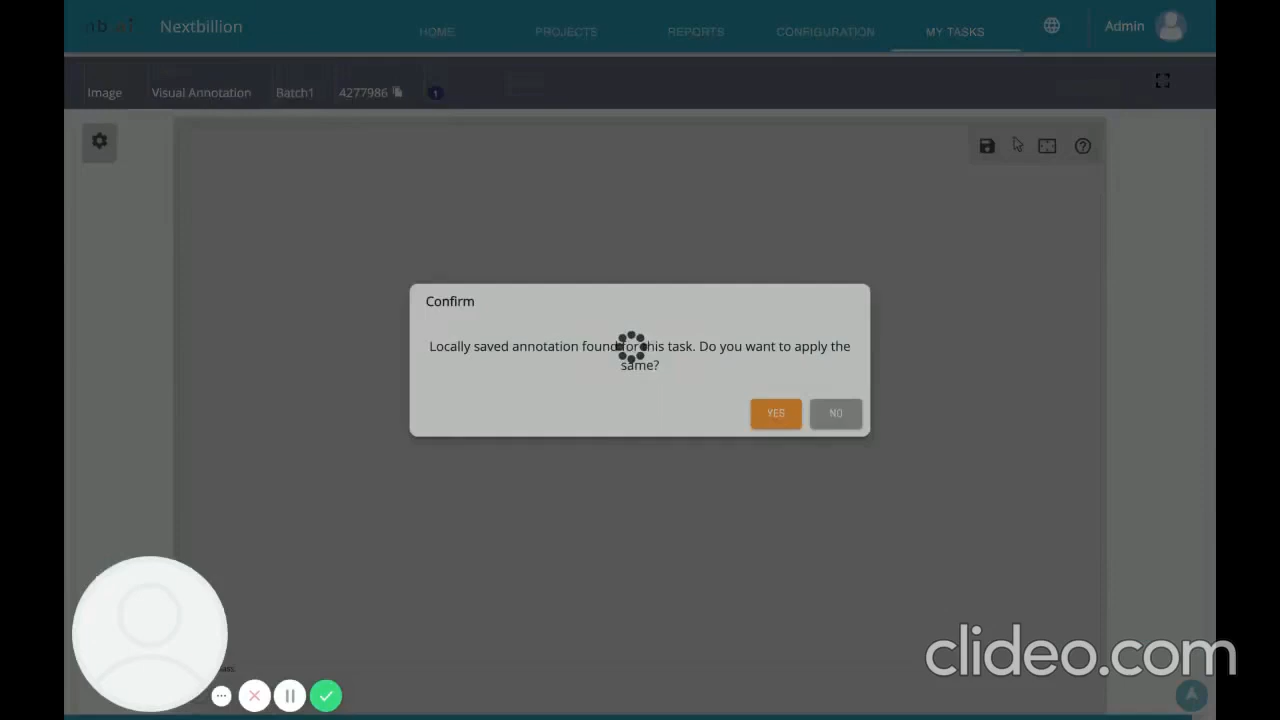 Nextbillion
HOME
PROJECTS
REPORTS
CONFIGURATION
MY TASKS
Admin
Image
Visual Annotation
Batch1
4277986
1
Confirm
Locally saved annotation found for this task. Do you want to apply the
same?
YES
NO
clideo.com